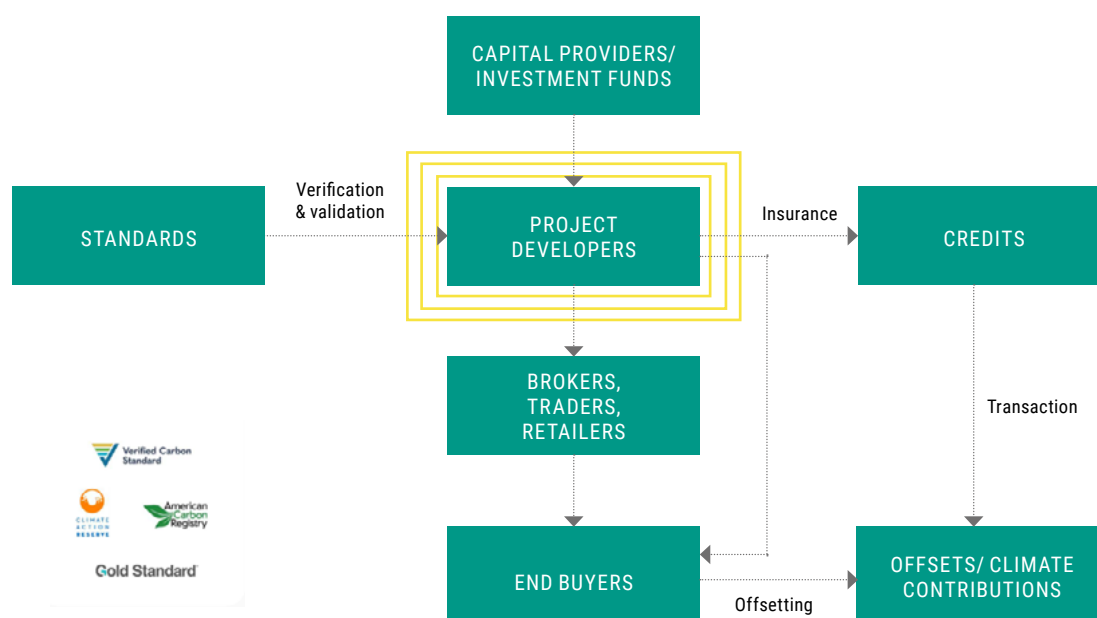 CAPITAL PROVIDERS/
INVESTMENT FUNDS
Verification
& validation
STANDARDS
PROJECT
DEVELOPERS
Insurance
CREDITS
BROKERS,
TRADERS,
RETAILERS
Transaction
Verified Carbon
Standard
CLIMATE
ACTION
RESERVE
American
Carbon
Registry
Gold Standard
END BUYERS
Offsetting
OFFSETS/ CLIMATE
CONTRIBUTIONS